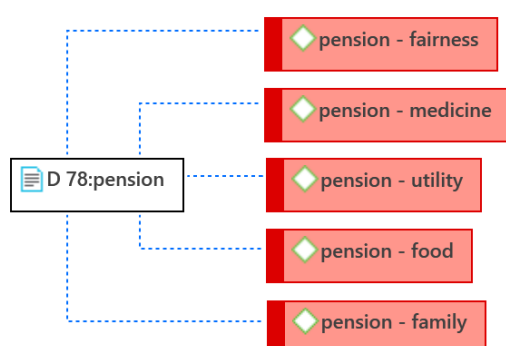 pension - fairness
pension - medicine
D 78:pension
pension - utility
pension - food
pension - family